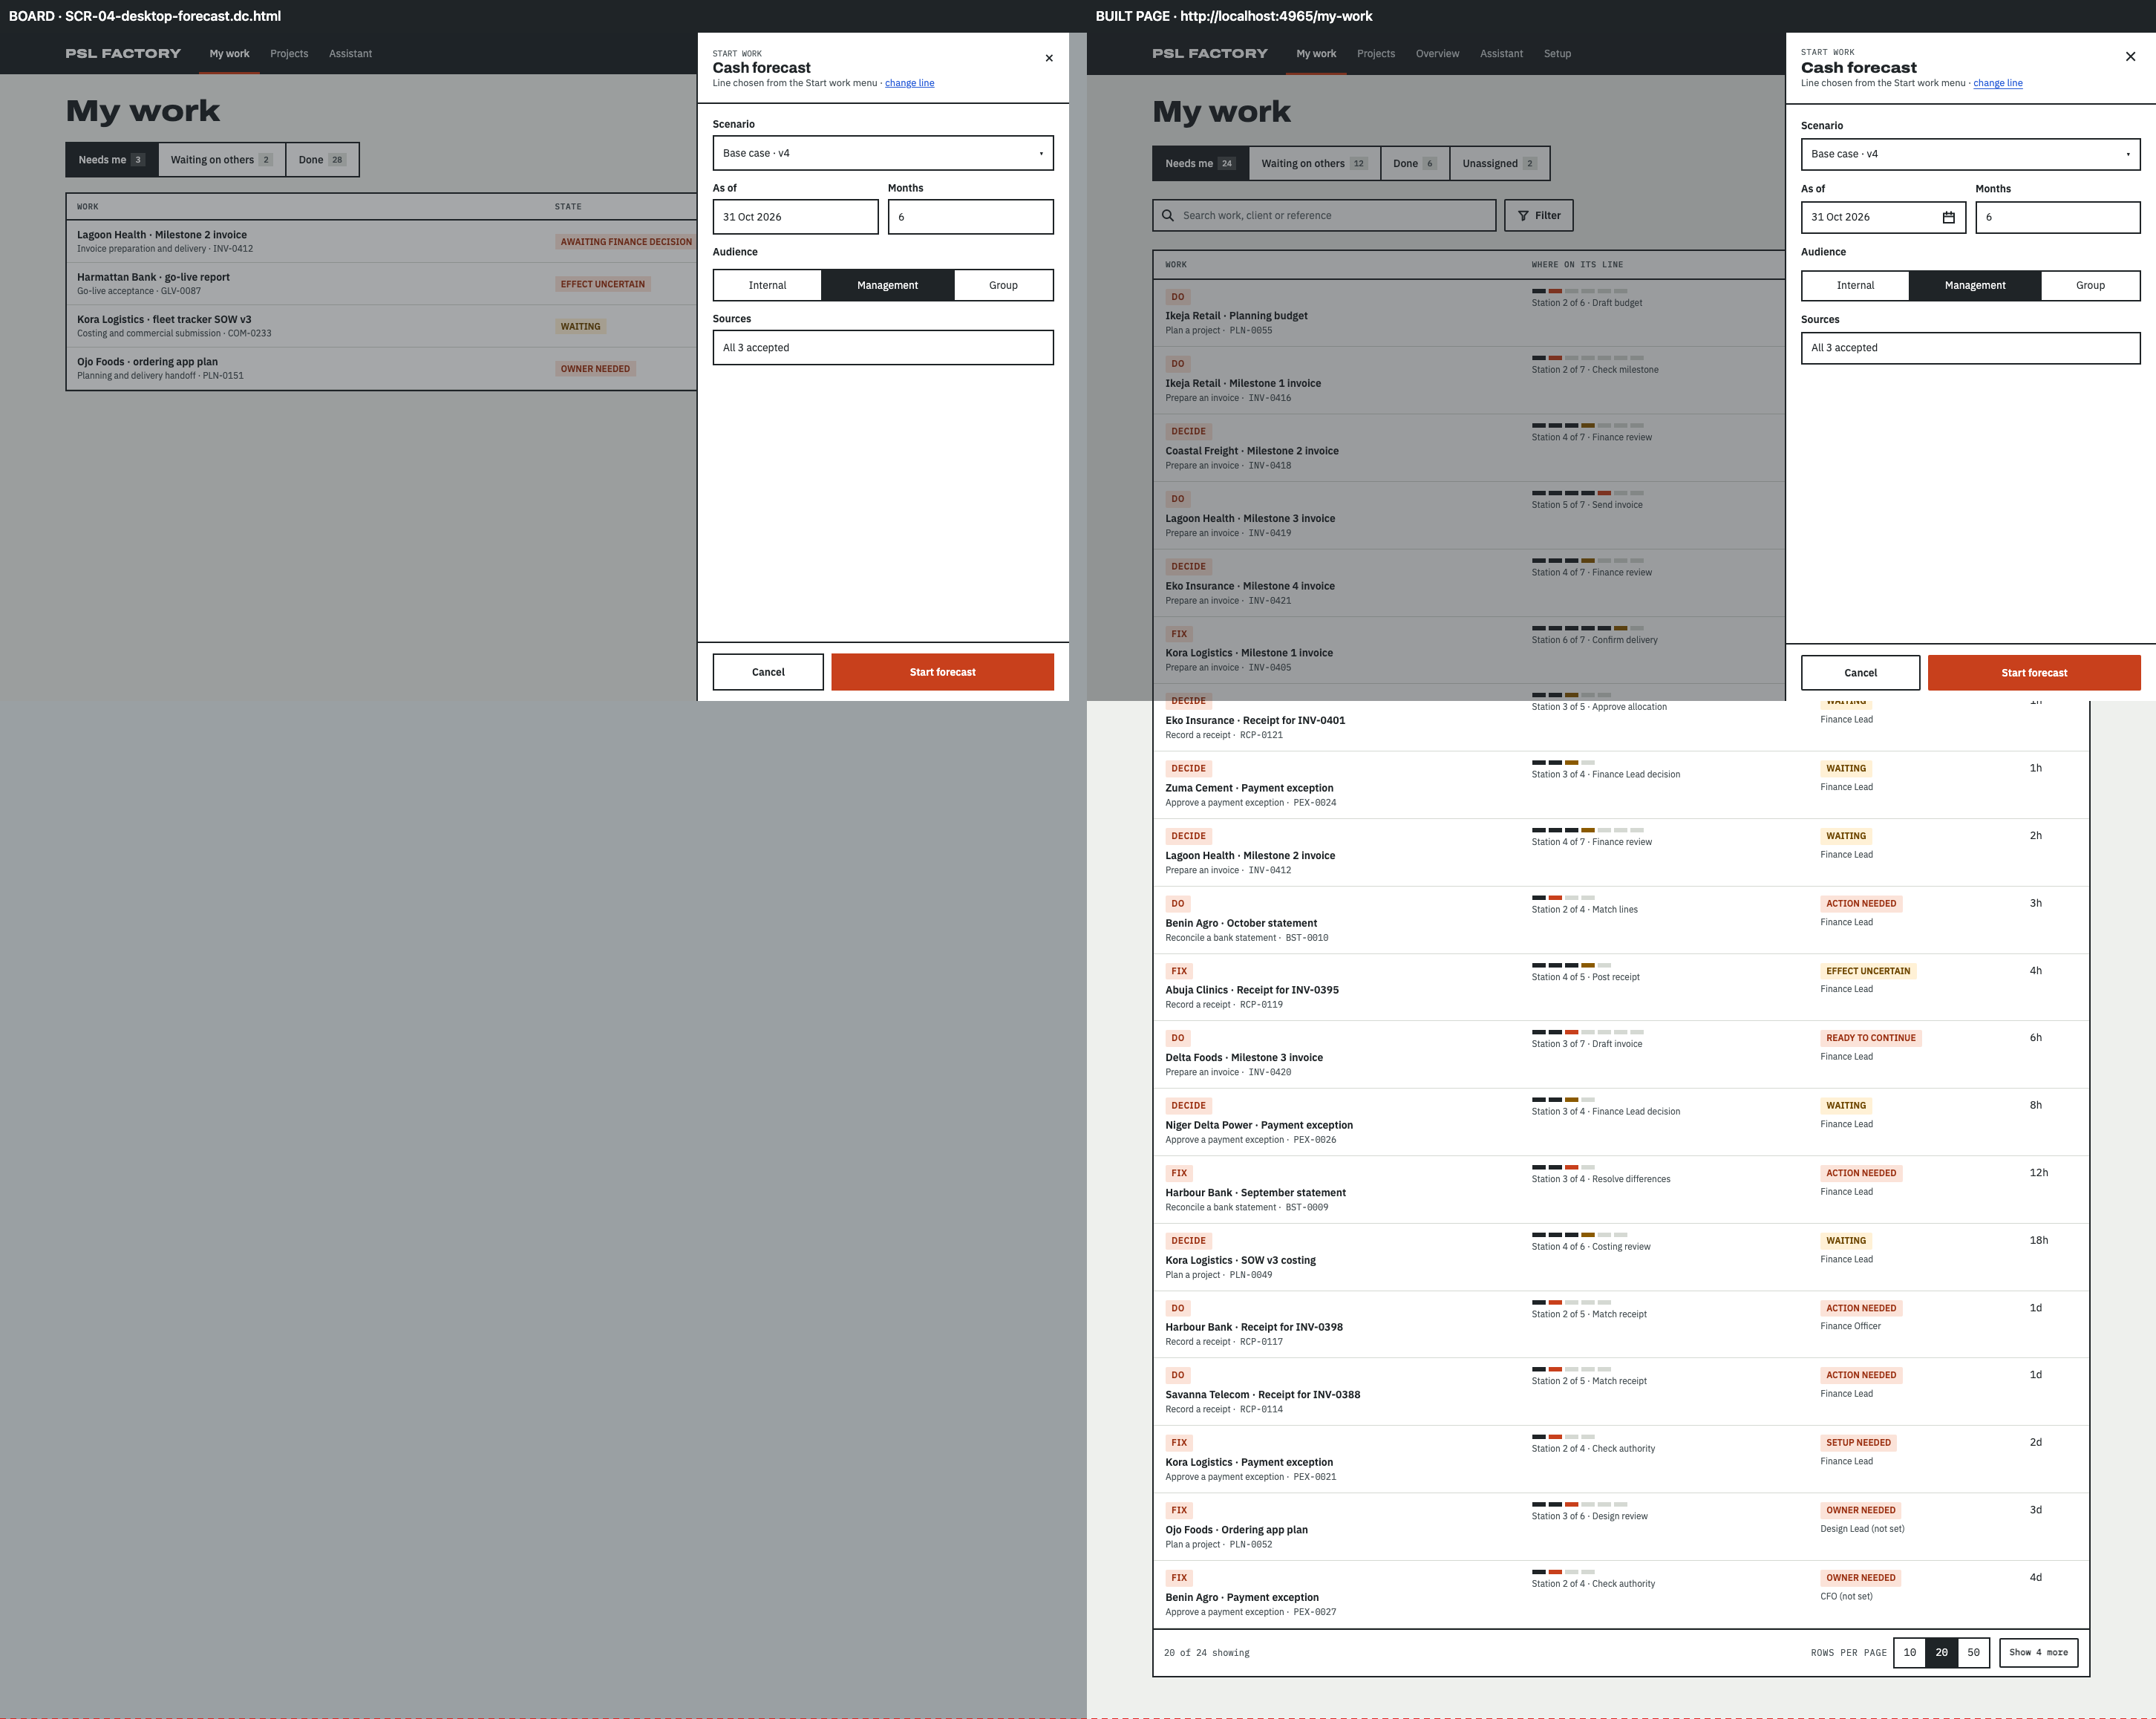 BOARD · SCR-04-desktop-forecast.dc.html
PSL FACTORY My work Projects Assistant
My work
Needs me 3 Waiting on others 2 Done 28
WORK STATE
Lagoon Health · Milestone 2 invoice
Invoice preparation and delivery · INV-0412
AWAITING FINANCE DECISION
Harmattan Bank · go-live report
Go-live acceptance · GLV-0087
EFFECT UNCERTAIN
Kora Logistics · fleet tracker SOW v3
Costing and commercial submission · COM-0233
WAITING
Ojo Foods · ordering app plan
Planning and delivery handoff · PLN-0151
OWNER NEEDED
START WORK
Cash forecast
Line chosen from the Start work menu · change line
Scenario
Base case · v4
As of Months
31 Oct 2026 6
Audience
Internal Management Group
Sources
All 3 accepted
Cancel Start forecast
BUILT PAGE · http://localhost:4965/my-work
PSL FACTORY My work Projects Overview Assistant Setup
My work
Needs me 24 Waiting on others 12 Done 6 Unassigned 2
Search work, client or reference Filter
WORK WHERE ON ITS LINE
DO
Ikeja Retail · Planning budget
Plan a project · PLN-0055
Station 2 of 6 · Draft budget
DO
Ikeja Retail · Milestone 1 invoice
Prepare an invoice · INV-0416
Station 2 of 7 · Check milestone
DECIDE
Coastal Freight · Milestone 2 invoice
Prepare an invoice · INV-0418
Station 4 of 7 · Finance review
DO
Lagoon Health · Milestone 3 invoice
Prepare an invoice · INV-0419
Station 5 of 7 · Send invoice
DECIDE
Eko Insurance · Milestone 4 invoice
Prepare an invoice · INV-0421
Station 4 of 7 · Finance review
FIX
Kora Logistics · Milestone 1 invoice
Prepare an invoice · INV-0405
Station 6 of 7 · Confirm delivery
START WORK
Cash forecast
Line chosen from the Start work menu · change line
Scenario
Base case · v4
As of Months
31 Oct 2026 6
Audience
Internal Management Group
Sources
All 3 accepted
Cancel Start forecast
DECIDE
Eko Insurance · Receipt for INV-0401
Record a receipt · RCP-0121
Station 3 of 5 · Approve allocation
WAITING
Finance Lead
1h
DECIDE
Zuma Cement · Payment exception
Approve a payment exception · PEX-0024
Station 3 of 4 · Finance Lead decision
WAITING
Finance Lead
1h
DECIDE
Lagoon Health · Milestone 2 invoice
Prepare an invoice · INV-0412
Station 4 of 7 · Finance review
WAITING
Finance Lead
2h
DO
Benin Agro · October statement
Reconcile a bank statement · BST-0010
Station 2 of 4 · Match lines
ACTION NEEDED
Finance Lead
3h
FIX
Abuja Clinics · Receipt for INV-0395
Record a receipt · RCP-0119
Station 4 of 5 · Post receipt
EFFECT UNCERTAIN
Finance Lead
4h
DO
Delta Foods · Milestone 3 invoice
Prepare an invoice · INV-0420
Station 3 of 7 · Draft invoice
READY TO CONTINUE
Finance Lead
6h
DECIDE
Niger Delta Power · Payment exception
Approve a payment exception · PEX-0026
Station 3 of 4 · Finance Lead decision
WAITING
Finance Lead
8h
FIX
Harbour Bank · September statement
Reconcile a bank statement · BST-0009
Station 3 of 4 · Resolve differences
ACTION NEEDED
Finance Lead
12h
DECIDE
Kora Logistics · SOW v3 costing
Plan a project · PLN-0049
Station 4 of 6 · Costing review
WAITING
Finance Lead
18h
DO
Harbour Bank · Receipt for INV-0398
Record a receipt · RCP-0117
Station 2 of 5 · Match receipt
ACTION NEEDED
Finance Officer
1d
DO
Savanna Telecom · Receipt for INV-0388
Record a receipt · RCP-0114
Station 2 of 5 · Match receipt
ACTION NEEDED
Finance Lead
1d
FIX
Kora Logistics · Payment exception
Approve a payment exception · PEX-0021
Station 2 of 4 · Check authority
SETUP NEEDED
Finance Lead
2d
FIX
Ojo Foods · Ordering app plan
Plan a project · PLN-0052
Station 3 of 6 · Design review
OWNER NEEDED
Design Lead (not set)
3d
FIX
Benin Agro · Payment exception
Approve a payment exception · PEX-0027
Station 2 of 4 · Check authority
OWNER NEEDED
CFO (not set)
4d
20 of 24 showing ROWS PER PAGE 10 20 50 Show 4 more